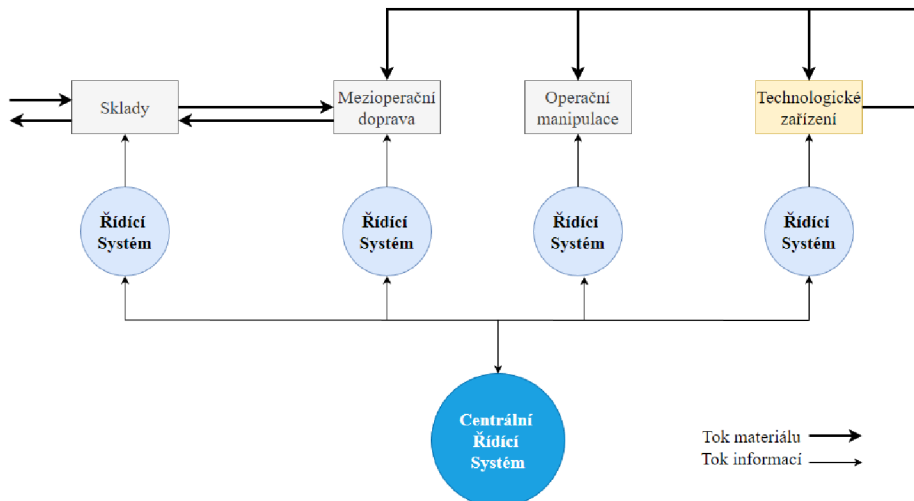 Sklady
Mezioperační
doprava
Operační
manipulace
Technologické
zařízení
Řídící
Systém
Řídící
Systém
Řídící
Systém
Řídící
Systém
Centrální
Řídící
Systém
Tok materiálu
Tok informací